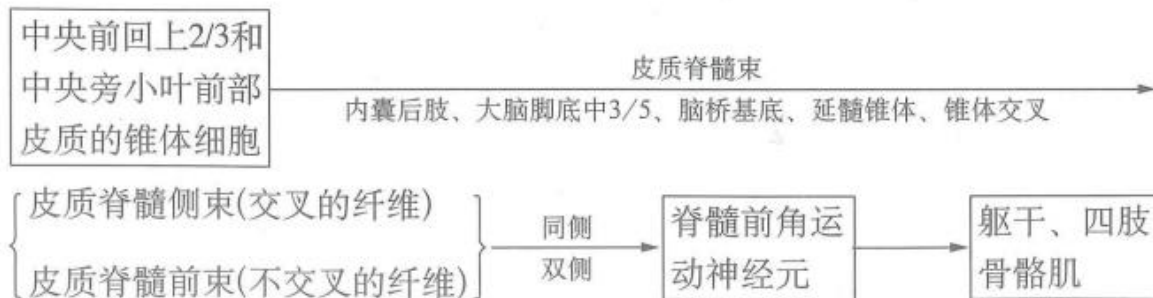 中央前回上2/3和
中央旁小叶前部
皮质的锥体细胞
皮质脊髓束
内囊后肢、大脑脚底中3/5、脑桥基底、延髓锥体、锥体交叉
皮质脊髓侧束(交叉的纤维)
皮质脊髓前束(不交叉的纤维)
同侧
双侧
脊髓前角运
动神经元
躯干、四肢
骨骼肌